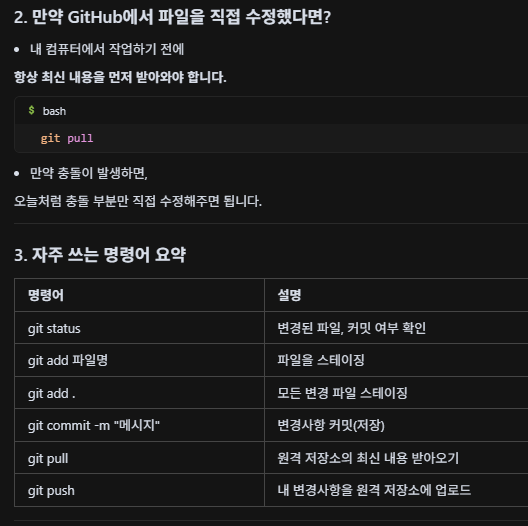 2. 만약 GitHub에서 파일을 직접 수정했다면?
• 내 컴퓨터에서 작업하기 전에
항상 최신 내용을 먼저 받아와야 합니다.
$ bash
git pull
• 만약 충돌이 발생하면,
오늘처럼 충돌 부분만 직접 수정해주면 됩니다.
3. 자주 쓰는 명령어 요약
명령어 설명
git status 변경된 파일, 커밋 여부 확인
git add 파일명 파일을 스테이징
git add . 모든 변경 파일 스테이징
git commit -m "메시지" 변경사항 커밋(저장)
git pull 원격 저장소의 최신 내용 받아오기
git push 내 변경사항을 원격 저장소에 업로드